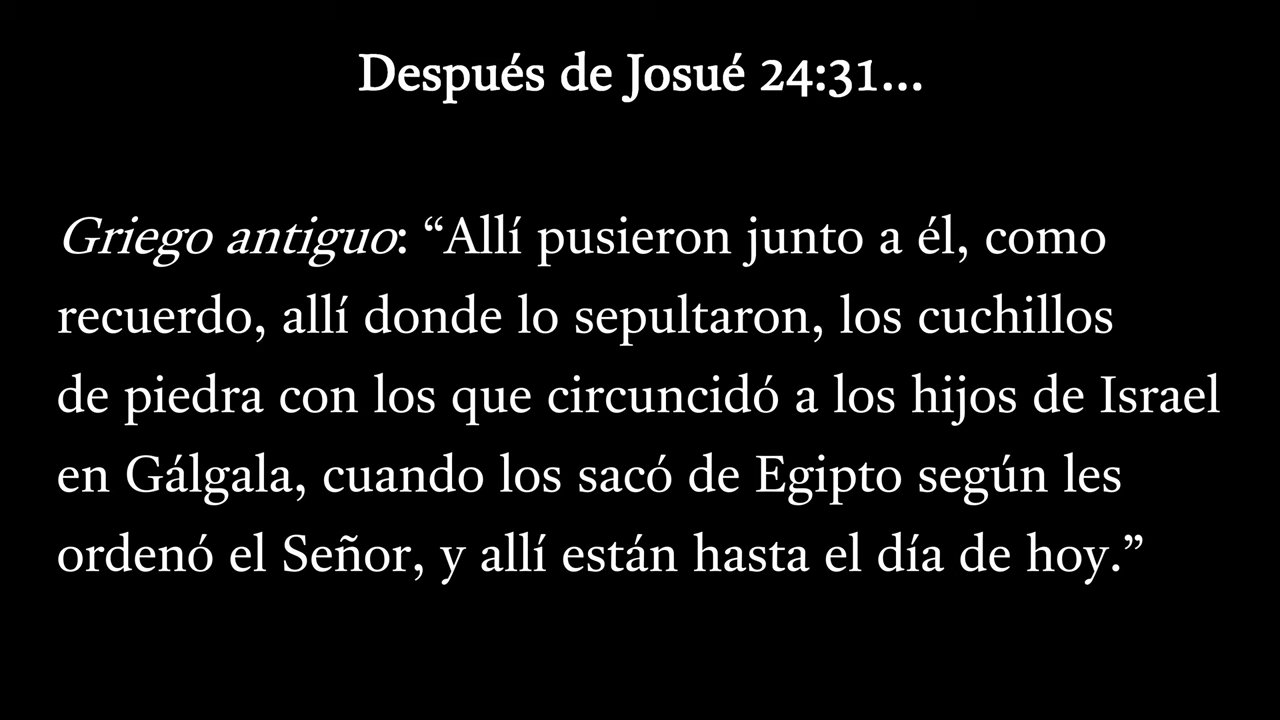 Después de Josué 24:31...
Griego antiguo: “Allí pusieron junto a él, como
recuerdo, allí donde lo sepultaron, los cuchillos
de piedra con los que circuncidó a los hijos de Israel
en Gálgala, cuando los sacó de Egipto según les
ordenó el Señor, y allí están hasta el día de hoy.”